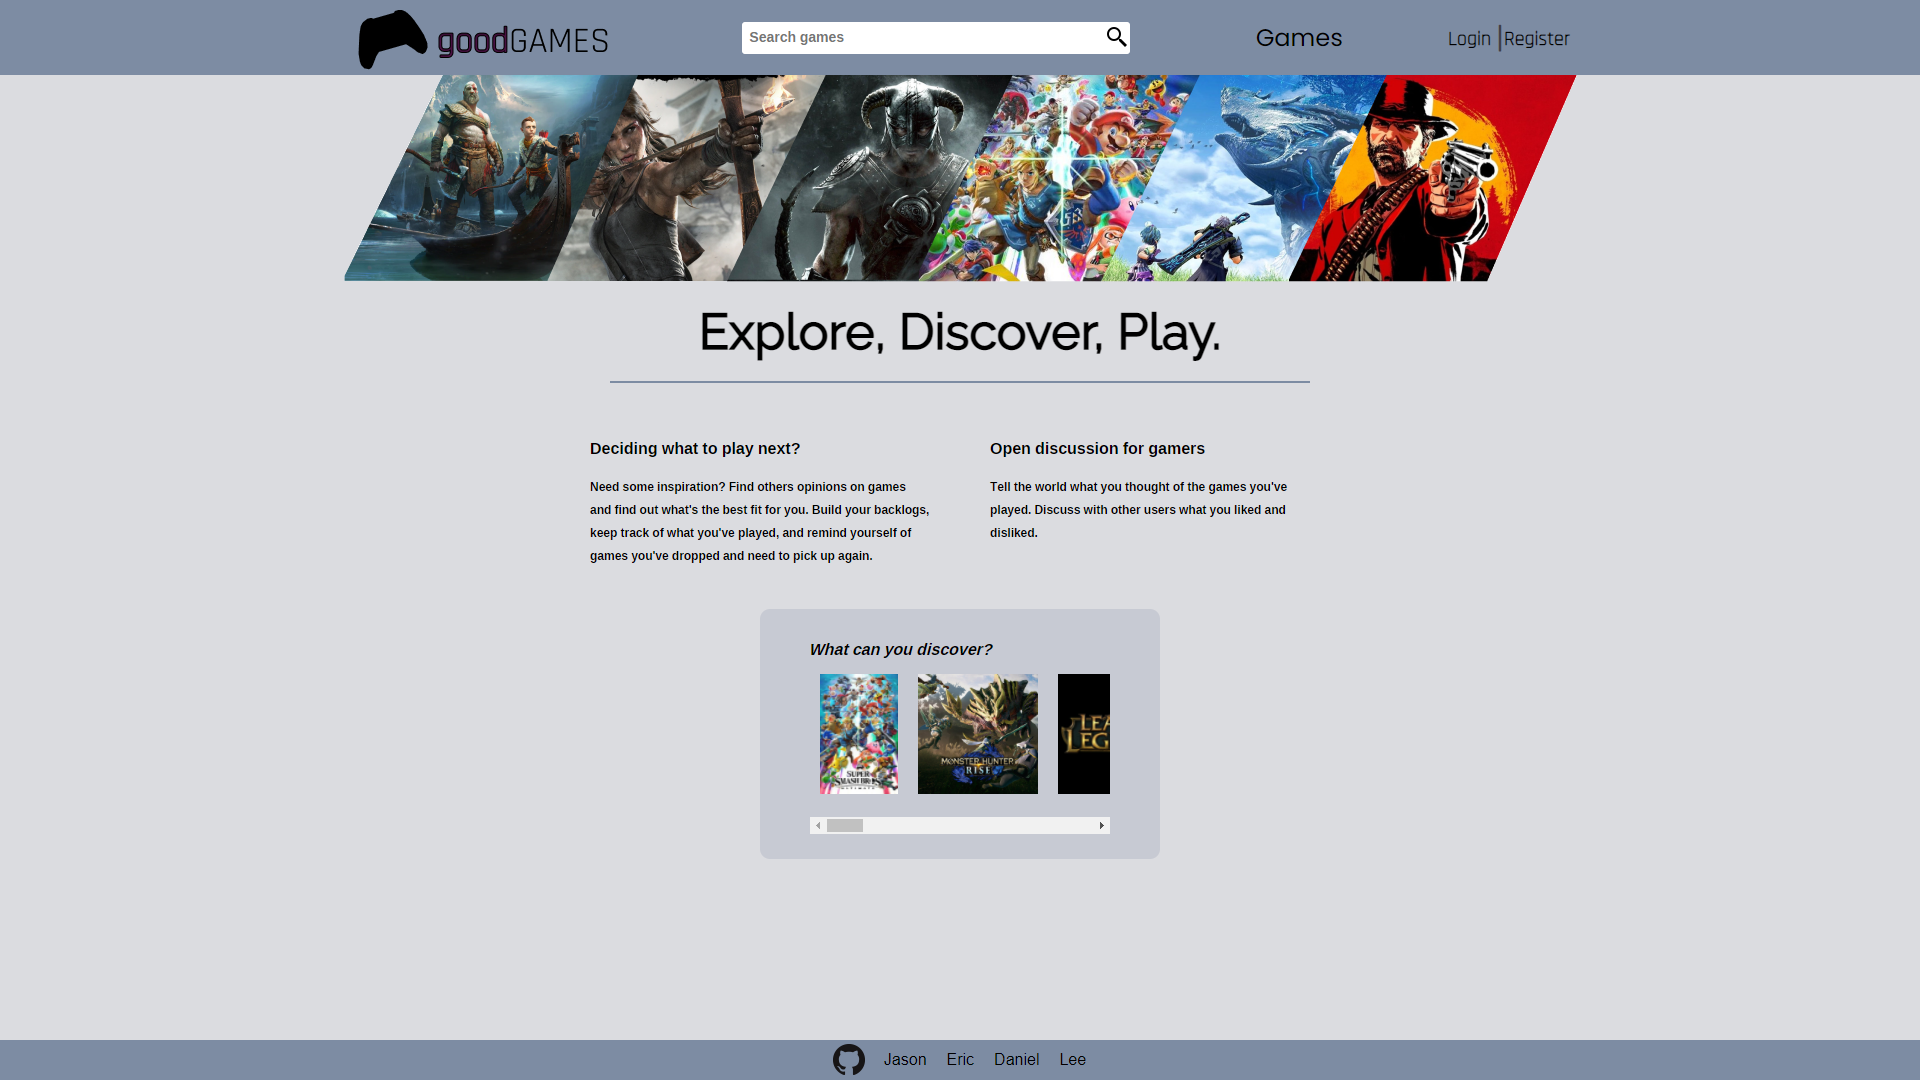 goodGAMES
Search games
Games
Login | Register
Explore, Discover, Play.
Deciding what to play next?
Need some inspiration? Find others opinions on games
and find out what's the best fit for you. Build your backlogs,
keep track of what you've played, and remind yourself of
games you've dropped and need to pick up again.
Open discussion for gamers
Tell the world what you thought of the games you've
played. Discuss with other users what you liked and
disliked.
What can you discover?
SUPER
SMASH BROS
ULTIMATE
MONSTER HUNTER
RISE
LEA
LEG
Jason Eric Daniel Lee